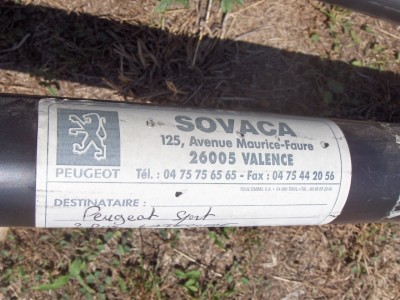 SOVACA
125, Avenue Maurice-Faure
26005 VALENCE
PEUGEOT
Tél. : 04 75 75 65 65 - Fax : 04 75 44 20 56
DESTINATAIRE :
Peugeot Sport